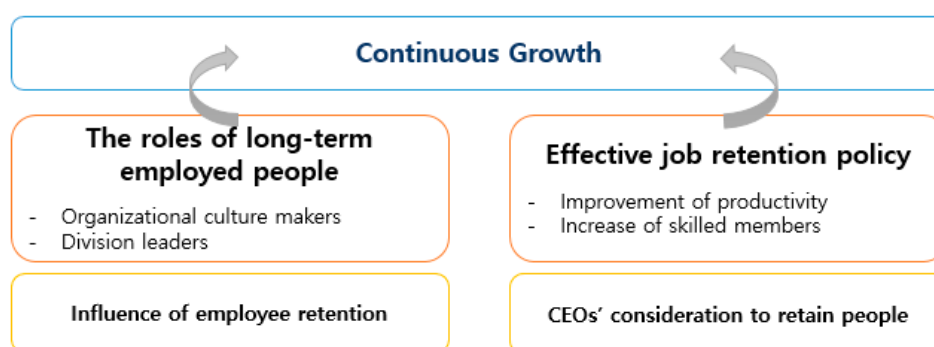 Continuous Growth
The roles of long-term
employed people
- Organizational culture makers
- Division leaders
Effective job retention policy
- Improvement of productivity
- Increase of skilled members
Influence of employee retention
CEOs’ consideration to retain people